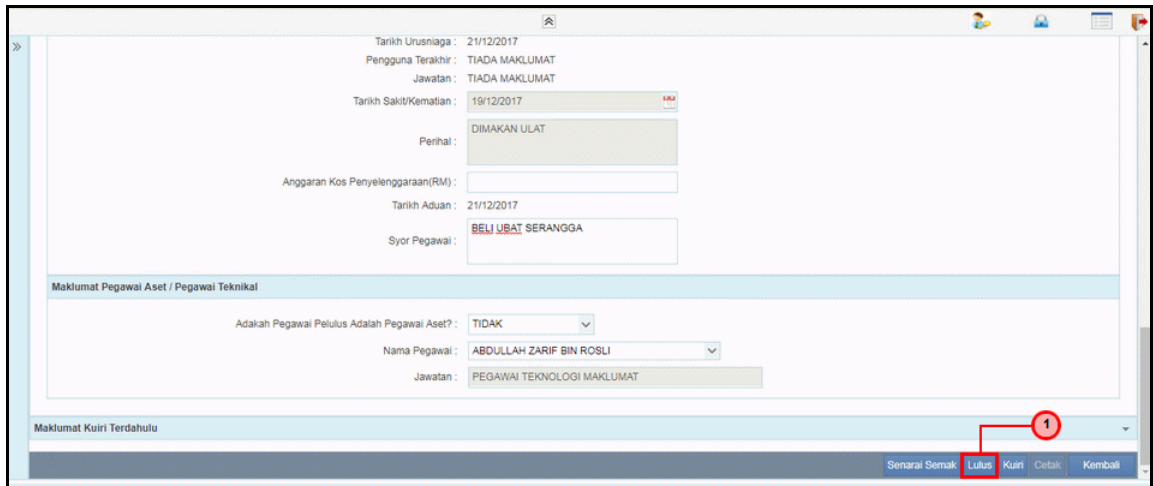 Tarikh Urusniaga : 21/12/2017
Pengguna Terakhir : TIADA MAKLUMAT
Jawatan : TIADA MAKLUMAT
Tarikh Sakit/Kematian : 19/12/2017
Perihal : DIMAKAN ULAT
Anggaran Kos Penyelenggaraan(RM) :
Tarikh Aduan : 21/12/2017
Syor Pegawai : BELI UBAT SERANGGA
Maklumat Pegawai Aset / Pegawai Teknikal
Adakah Pegawai Pelulus Adalah Pegawai Aset? : TIDAK
Nama Pegawai : ABDULLAH ZARIF BIN ROSLI
Jawatan : PEGAWAI TEKNOLOGI MAKLUMAT
Maklumat Kuiri Terdahulu
1
Senarai Semak Lulus Kuiri Cetak Kembali